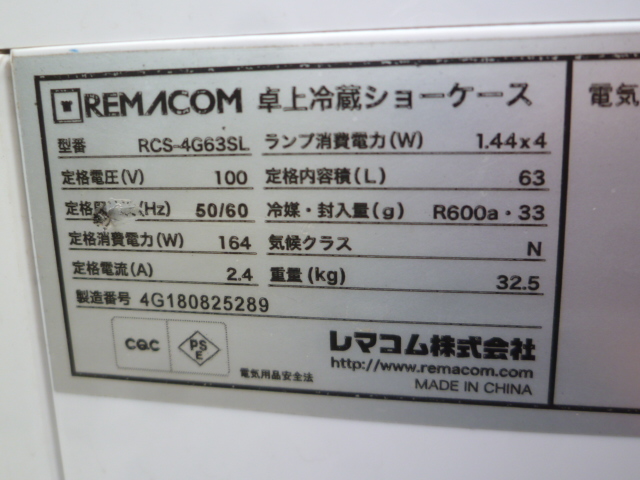 REMACOM 卓上冷蔵ショーケース
型番 RCS-4G63SL
定格電圧(V) 100
定格 (Hz) 50/60
定格消費電力(W) 164
定格電流(A) 2.4
製造番号 4G180825289
ランプ消費電力(W) 1.44x4
定格内容積(L) 63
冷媒・封入量(g) R600a・33
気候クラス N
重量(kg) 32.5
CQC
PS
E
電気用品安全法
レマコム株式会社
http://www.remacom.com
MADE IN CHINA
電気